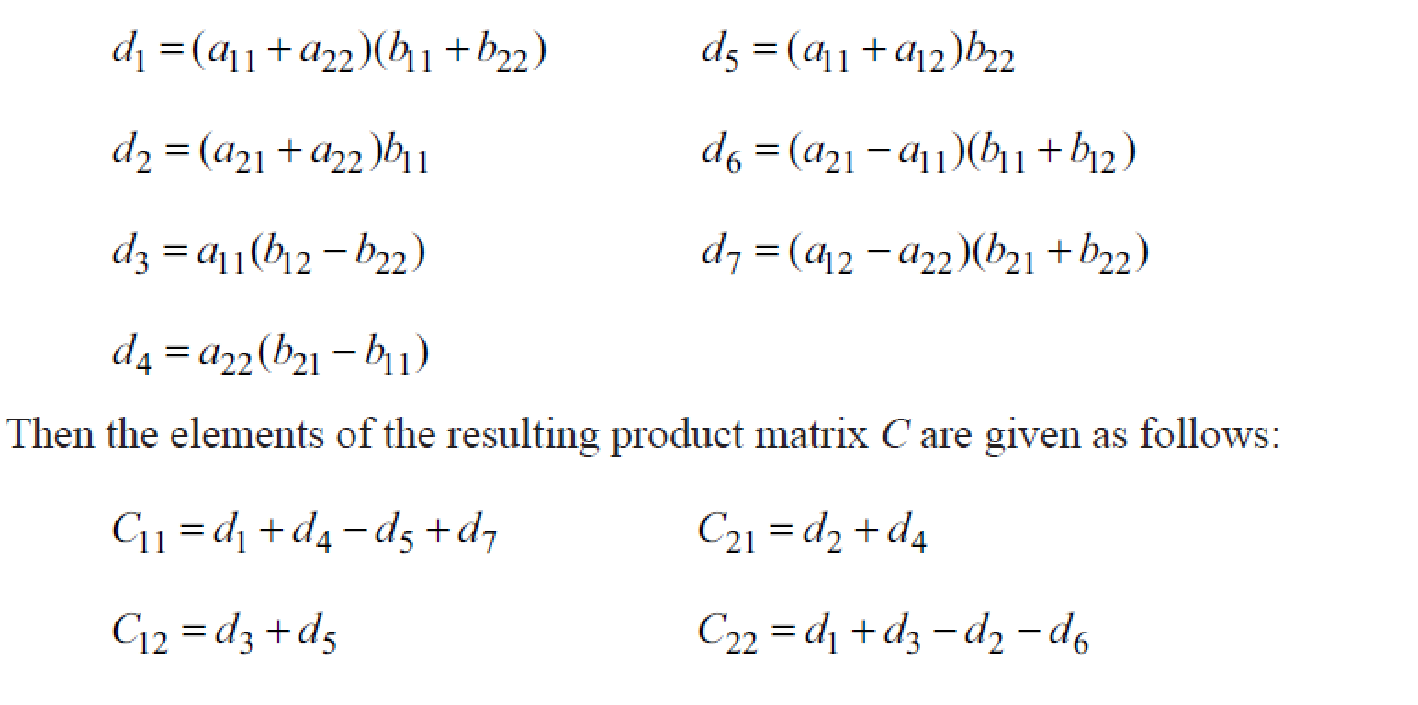 d₁ = (a₁₁ + a₂₂)(b₁₁ + b₂₂) d₅ = (a₁₁ + a₁₂)b₂₂
d₂ = (a₂₁ + a₂₂)b₁₁ d₆ = (a₂₁ − a₁₁)(b₁₁ + b₁₂)
d₃ = a₁₁(b₁₂ − b₂₂) d₇ = (a₁₂ − a₂₂)(b₂₁ + b₂₂)
d₄ = a₂₂(b₂₁ − b₁₁)
Then the elements of the resulting product matrix C are given as follows:
C₁₁ = d₁ + d₄ − d₅ + d₇ C₂₁ = d₂ + d₄
C₁₂ = d₃ + d₅ C₂₂ = d₁ + d₃ − d₂ − d₆